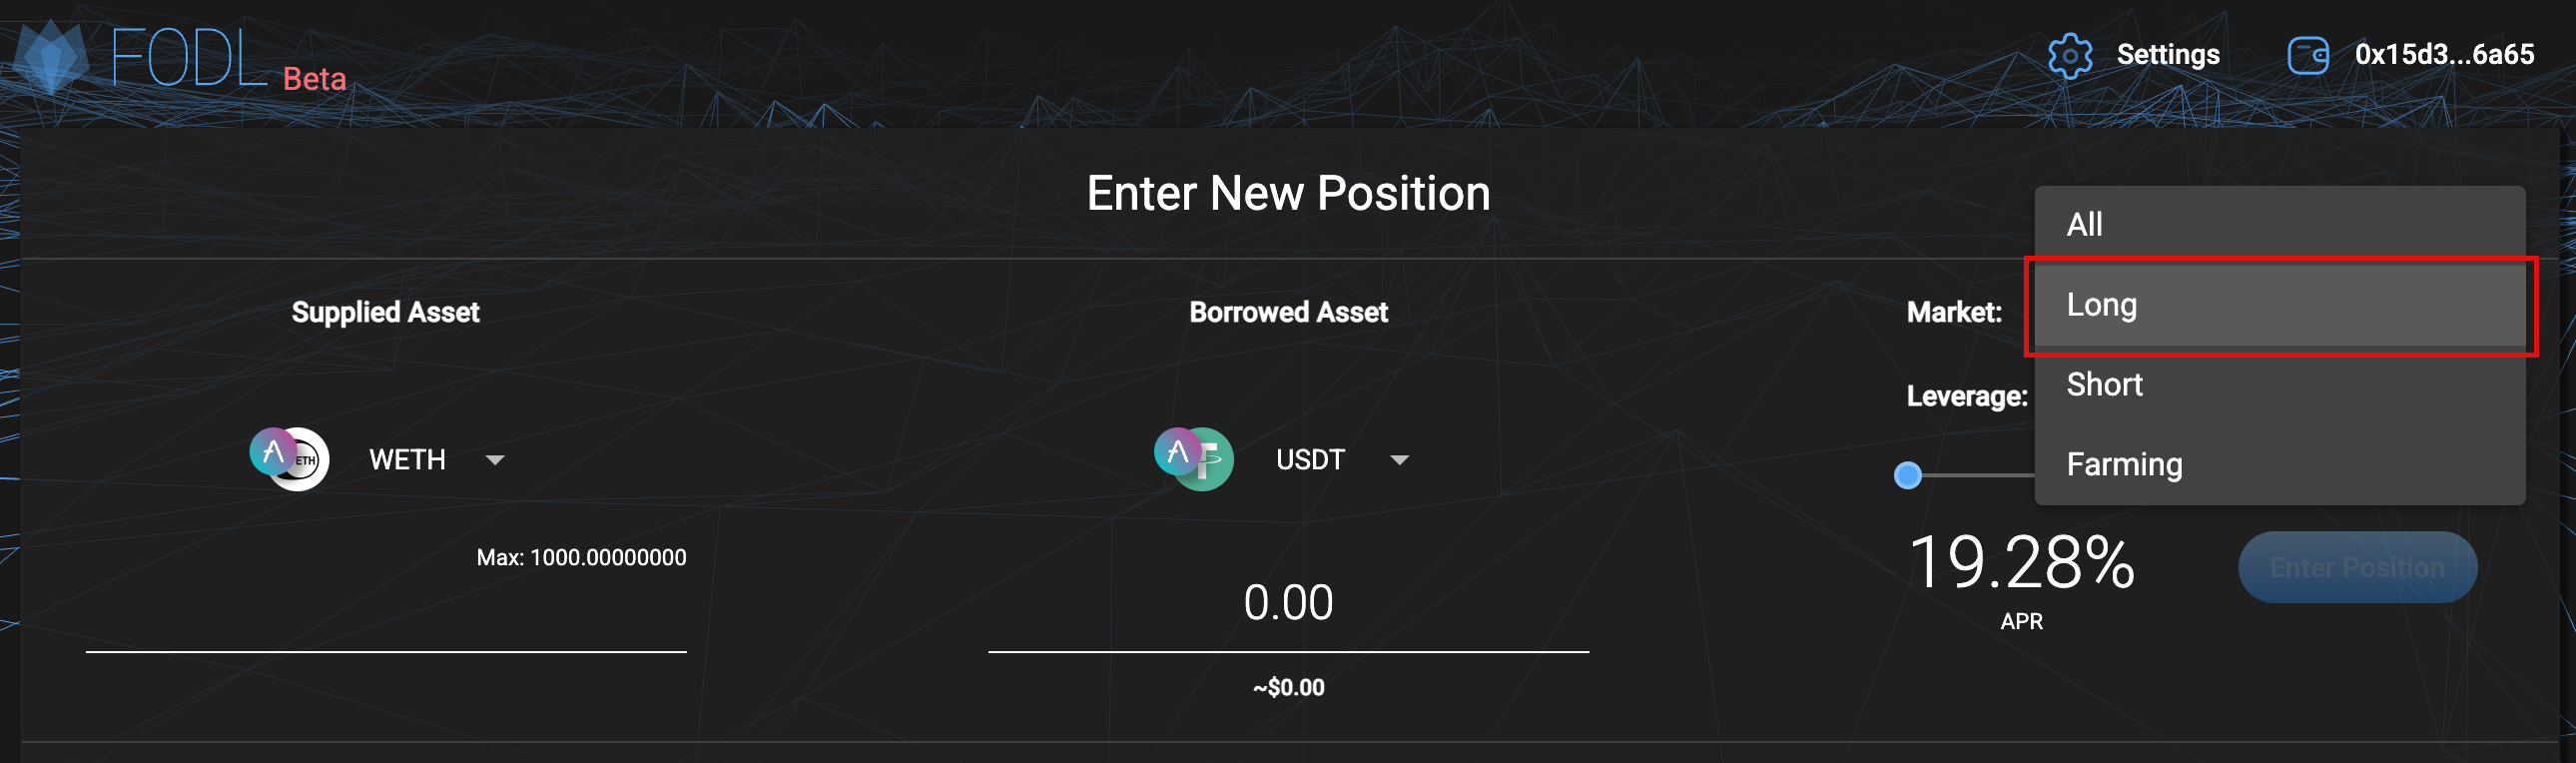 FODL Beta
Settings
0x15d3...6a65
Enter New Position
Supplied Asset
WETH
Max: 1000.00000000
Borrowed Asset
USDT
0.00
~$0.00
Market:
All
Long
Short
Farming
Leverage:
19.28%
APR
Enter Position